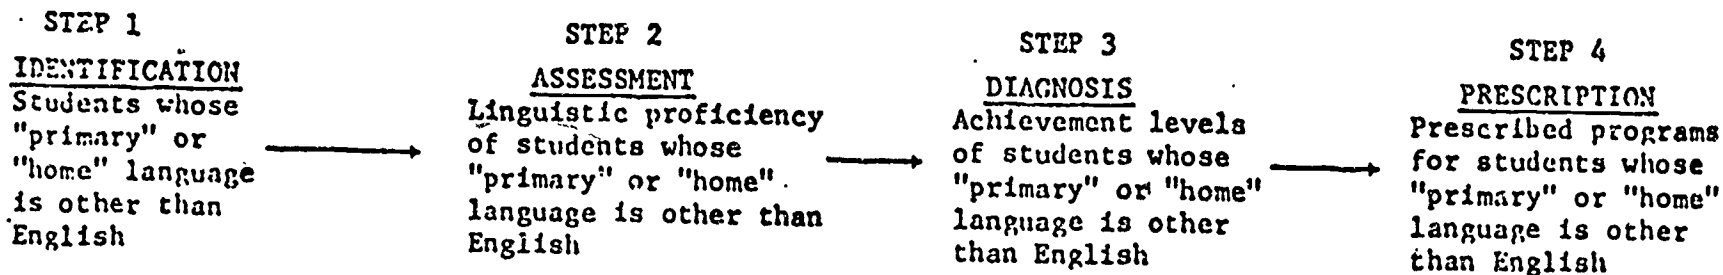 STEP 1
IDENTIFICATION
Students whose
"primary" or
"home" language
is other than
English
STEP 2
ASSESSMENT
Linguistic proficiency
of students whose
"primary" or "home"
language is other than
English
STEP 3
DIAGNOSIS
Achievement levels
of students whose
"primary" or "home"
language is other
than English
STEP 4
PRESCRIPTION
Prescribed programs
for students whose
"primary" or "home"
language is other
than English